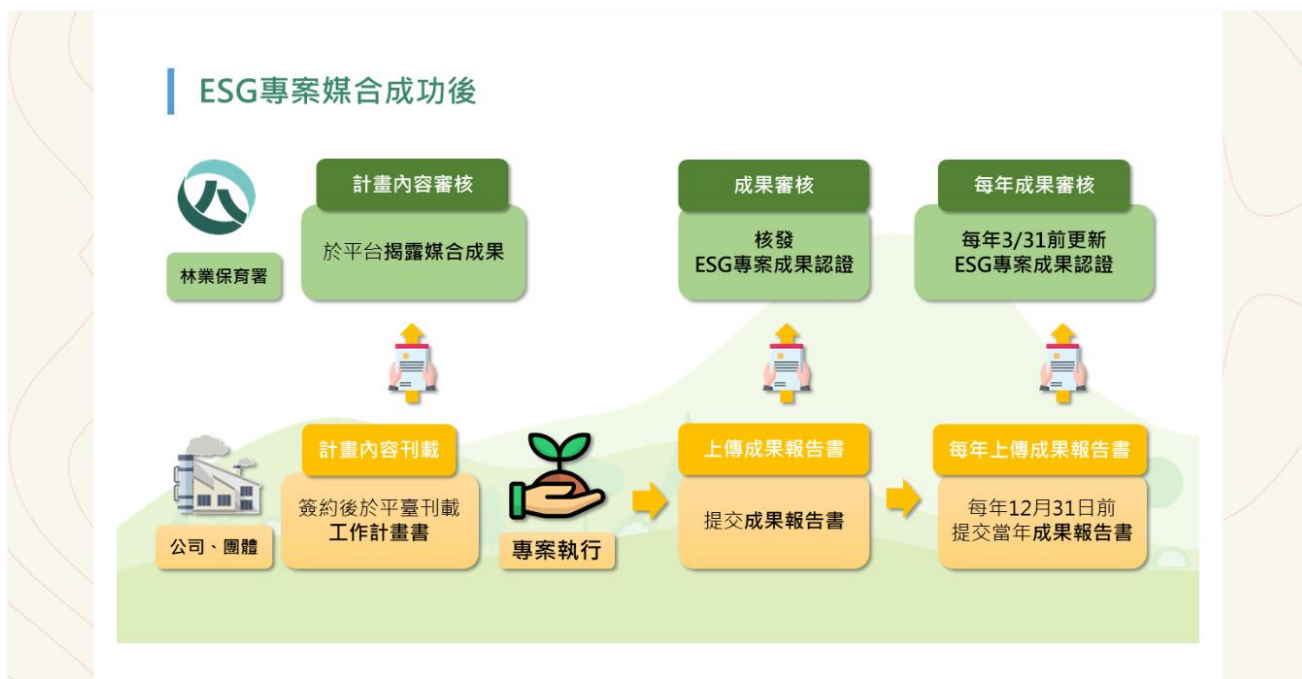 ESG專案媒合成功後
林業保育署
計畫內容審核
於平台揭露媒合成果
成果審核
核發
ESG專案成果認證
每年成果審核
每年3/31前更新
ESG專案成果認證
公司、團體
計畫內容刊載
簽約後於平臺刊載
工作計畫書
專案執行
上傳成果報告書
提交成果報告書
每年上傳成果報告書
每年12月31日前
提交當年成果報告書